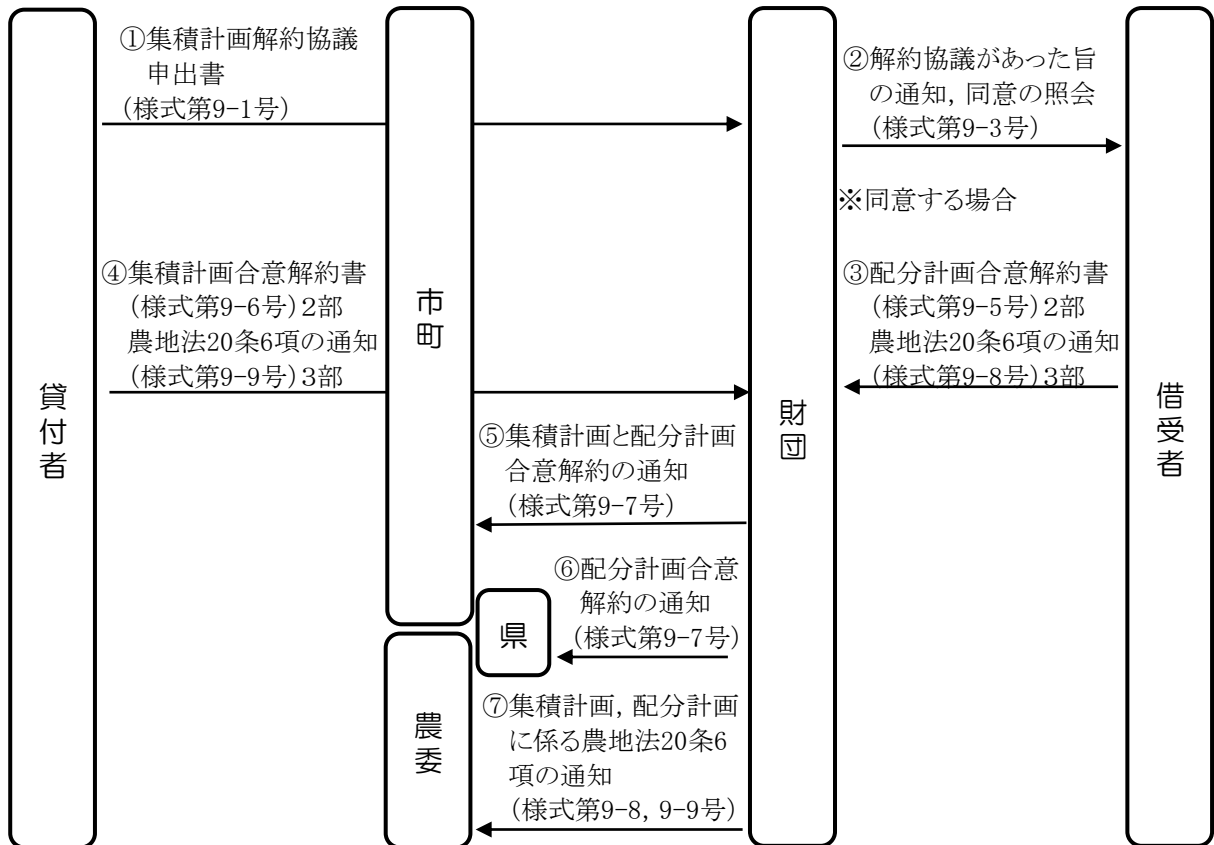 ①集積計画解約協議
申出書
(様式第9-1号)
②解約協議があった旨
の通知,同意の照会
(様式第9-3号)
※同意する場合
③配分計画合意解約書
(様式第9-5号)2部
農地法20条6項の通知
(様式第9-8号)3部
④集積計画合意解約書
(様式第9-6号)2部
農地法20条6項の通知
(様式第9-9号)3部
⑤集積計画と配分計画
合意解約の通知
(様式第9-7号)
⑥配分計画合意
解約の通知
(様式第9-7号)
⑦集積計画,配分計画
に係る農地法20条6
項の通知
(様式第9-8,9-9号)
貸付者
市町
県
農委
財団
借受者